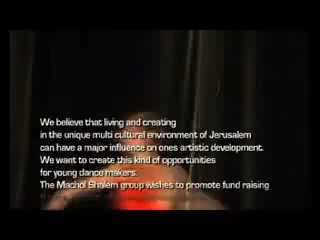 We believe that living and creating
in the unique multi cultural environment of Jerusalem
can have a major influence on ones artistic development.
We want to create this kind of opportunities
for young dance makers.
The Machol Shalem group wishes to promote fund raising